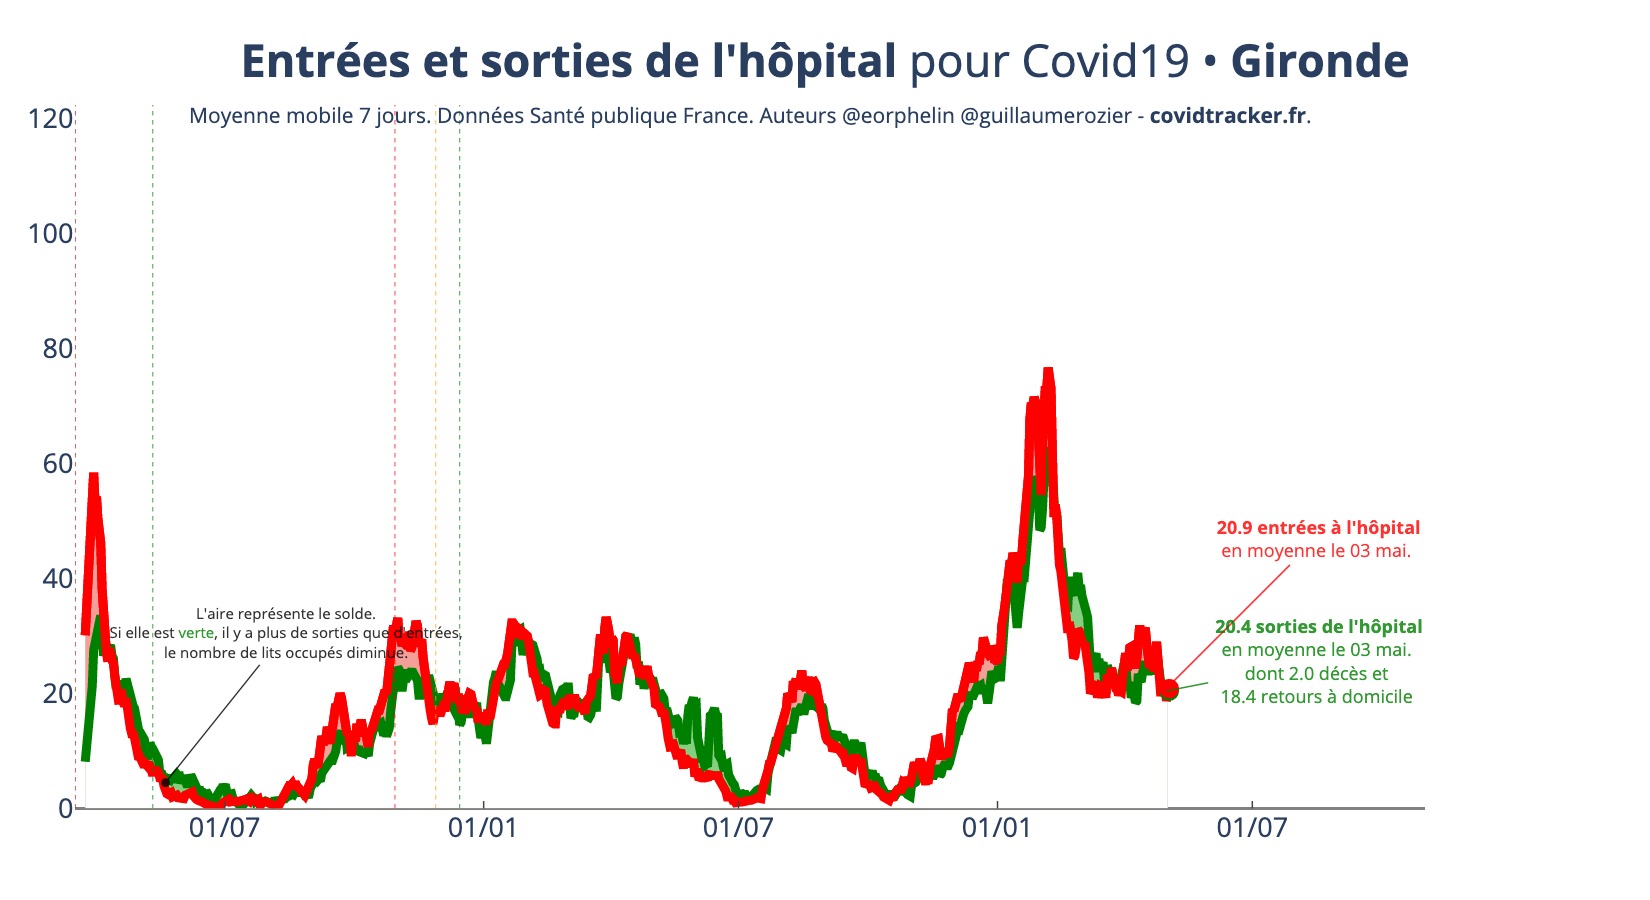 Entrées et sorties de l'hôpital pour Covid19 • Gironde
Moyenne mobile 7 jours. Données Santé publique France. Auteurs @eorphelin @guillaumerozier - covidtracker.fr.
120
100
80
60
40
20
0
L'aire représente le solde.
Si elle est verte, il y a plus de sorties que d'entrées,
le nombre de lits occupés diminue.
20.9 entrées à l'hôpital
en moyenne le 03 mai.
20.4 sorties de l'hôpital
en moyenne le 03 mai.
dont 2.0 décès et
18.4 retours à domicile
01/07
01/01
01/07
01/01
01/07